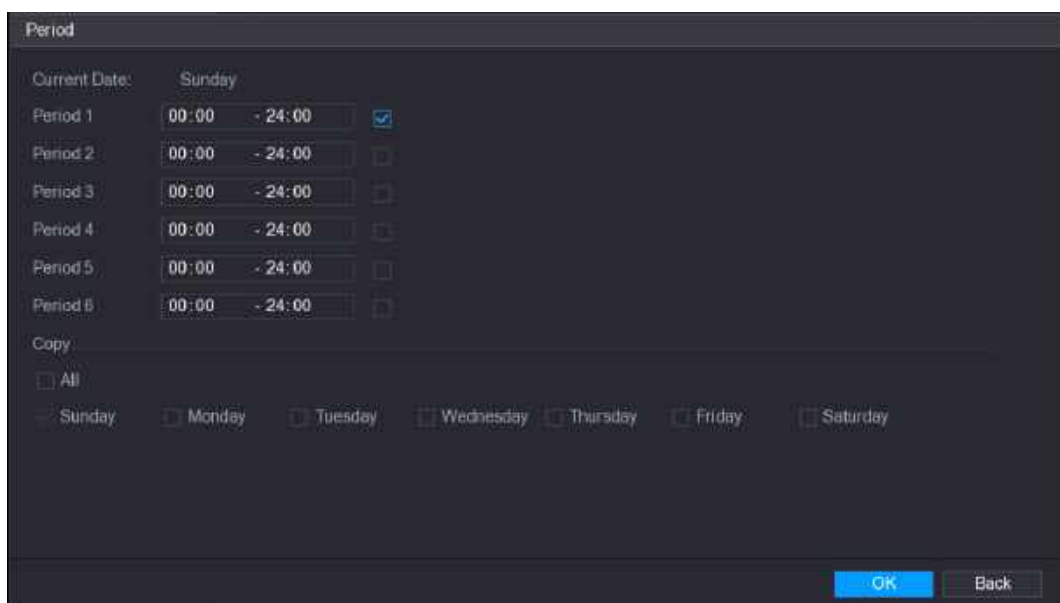 Period
Current Date: Sunday
Period 1 00:00 - 24:00
Period 2 00:00 - 24:00
Period 3 00:00 - 24:00
Period 4 00:00 - 24:00
Period 5 00:00 - 24:00
Period 6 00:00 - 24:00
Copy
All
Sunday Monday Tuesday Wednesday Thursday Friday Saturday
OK Back